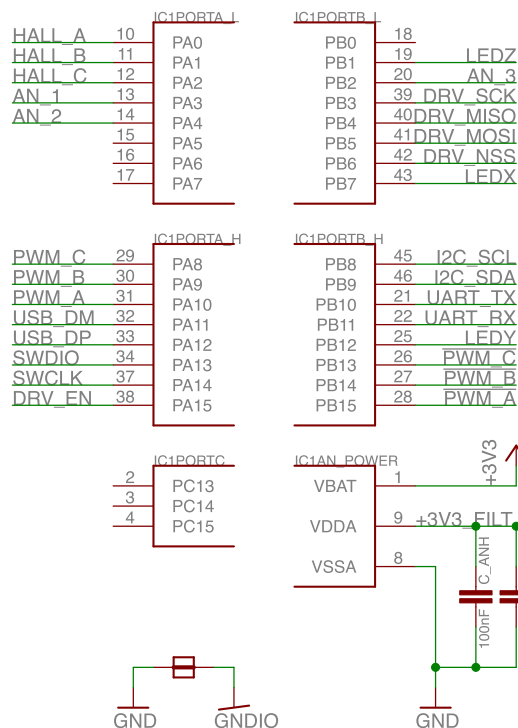 IC1PORTA_L IC1PORTB_L
HALL_A 10 PA0 PB0 18
HALL_B 11 PA1 PB1 19 LEDZ
HALL_C 12 PA2 PB2 20 AN_3
AN_1 13 PA3 PB3 39 DRV_SCK
AN_2 14 PA4 PB4 40 DRV_MISO
15 PA5 PB5 41 DRV_MOSI
16 PA6 PB6 42 DRV_NSS
17 PA7 PB7 43 LEDX
IC1PORTA_H IC1PORTB_H
PWM_C 29 PA8 PB8 45 I2C_SCL
PWM_B 30 PA9 PB9 46 I2C_SDA
PWM_A 31 PA10 PB10 21 UART_TX
USB_DM 32 PA11 PB11 22 UART_RX
USB_DP 33 PA12 PB12 25 LEDY
SWDIO 34 PA13 PB13 26 PWM_C
SWCLK 37 PA14 PB14 27 PWM_B
DRV_EN 38 PA15 PB15 28 PWM_A
IC1PORTC IC1AN_POWER
2 PC13 VBAT 1 +3V3
3 PC14
4 PC15 VDDA 9 +3V3_FILT
VSSA 8 C_ANH
100nF
GND GNDIO GND